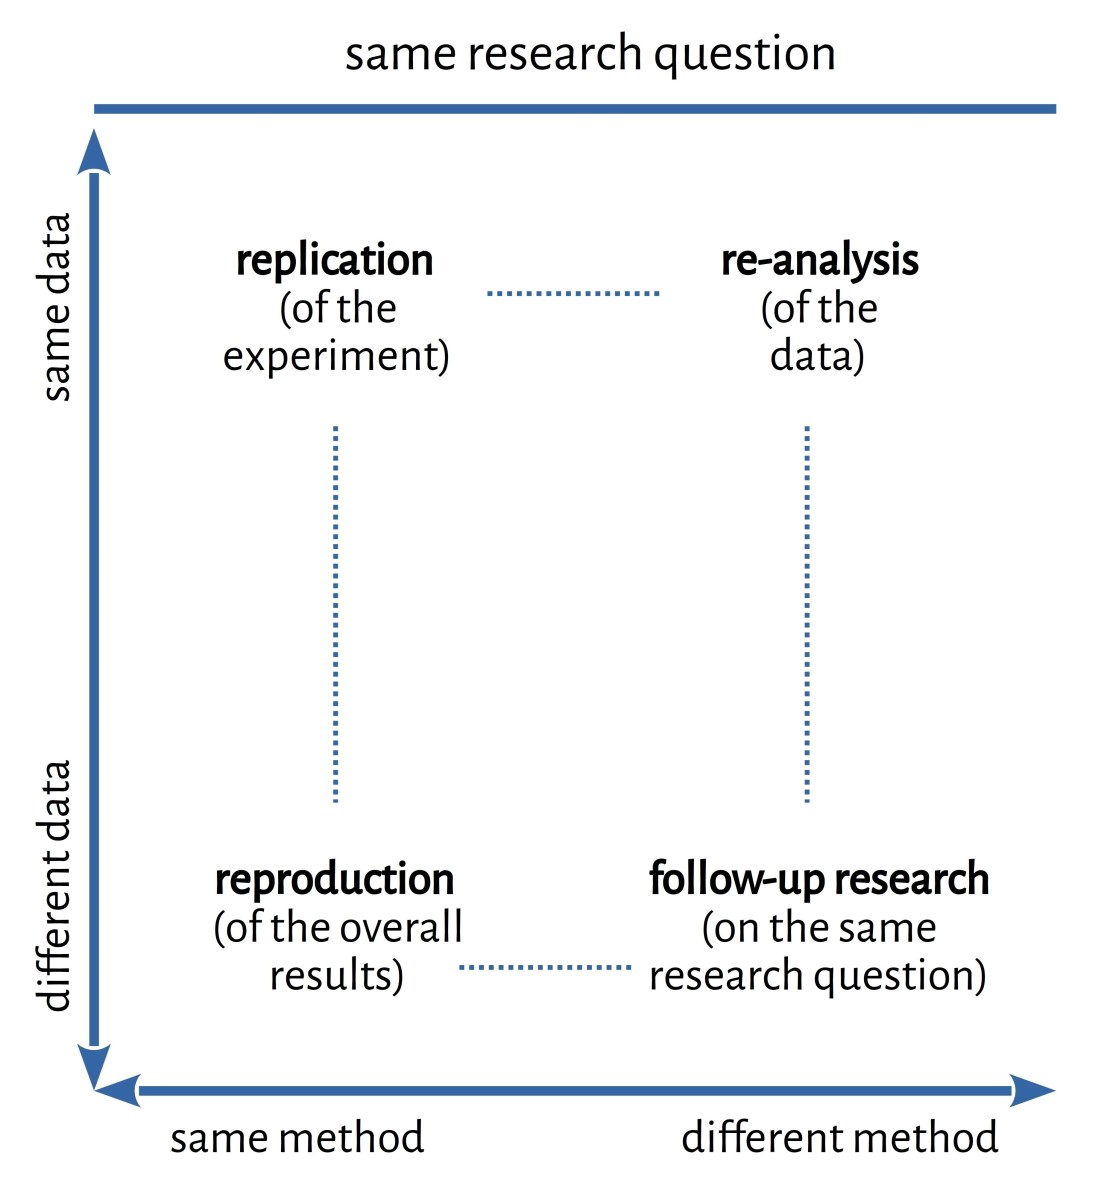 same research question
same data
replication
(of the
experiment)
re-analysis
(of the
data)
different data
reproduction
(of the overall
results)
follow-up research
(on the same
research question)
same method
different method